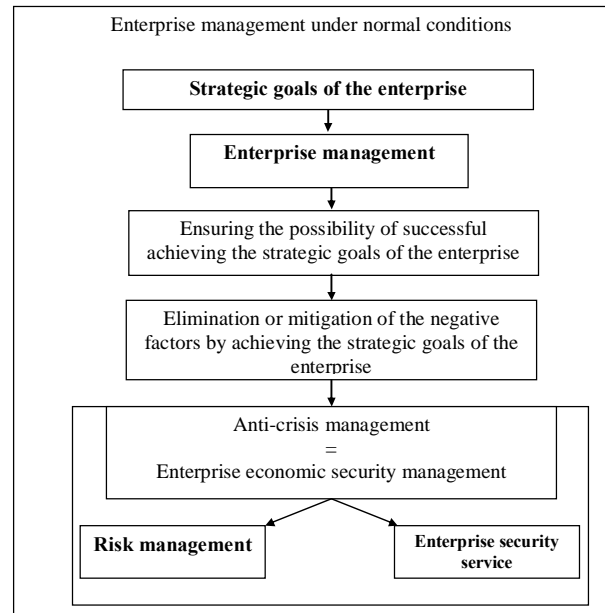 Enterprise management under normal conditions
Strategic goals of the enterprise
Enterprise management
Ensuring the possibility of successful
achieving the strategic goals of the enterprise
Elimination or mitigation of the negative
factors by achieving the strategic goals of the
enterprise
Anti-crisis management
=
Enterprise economic security management
Risk management
Enterprise security
service